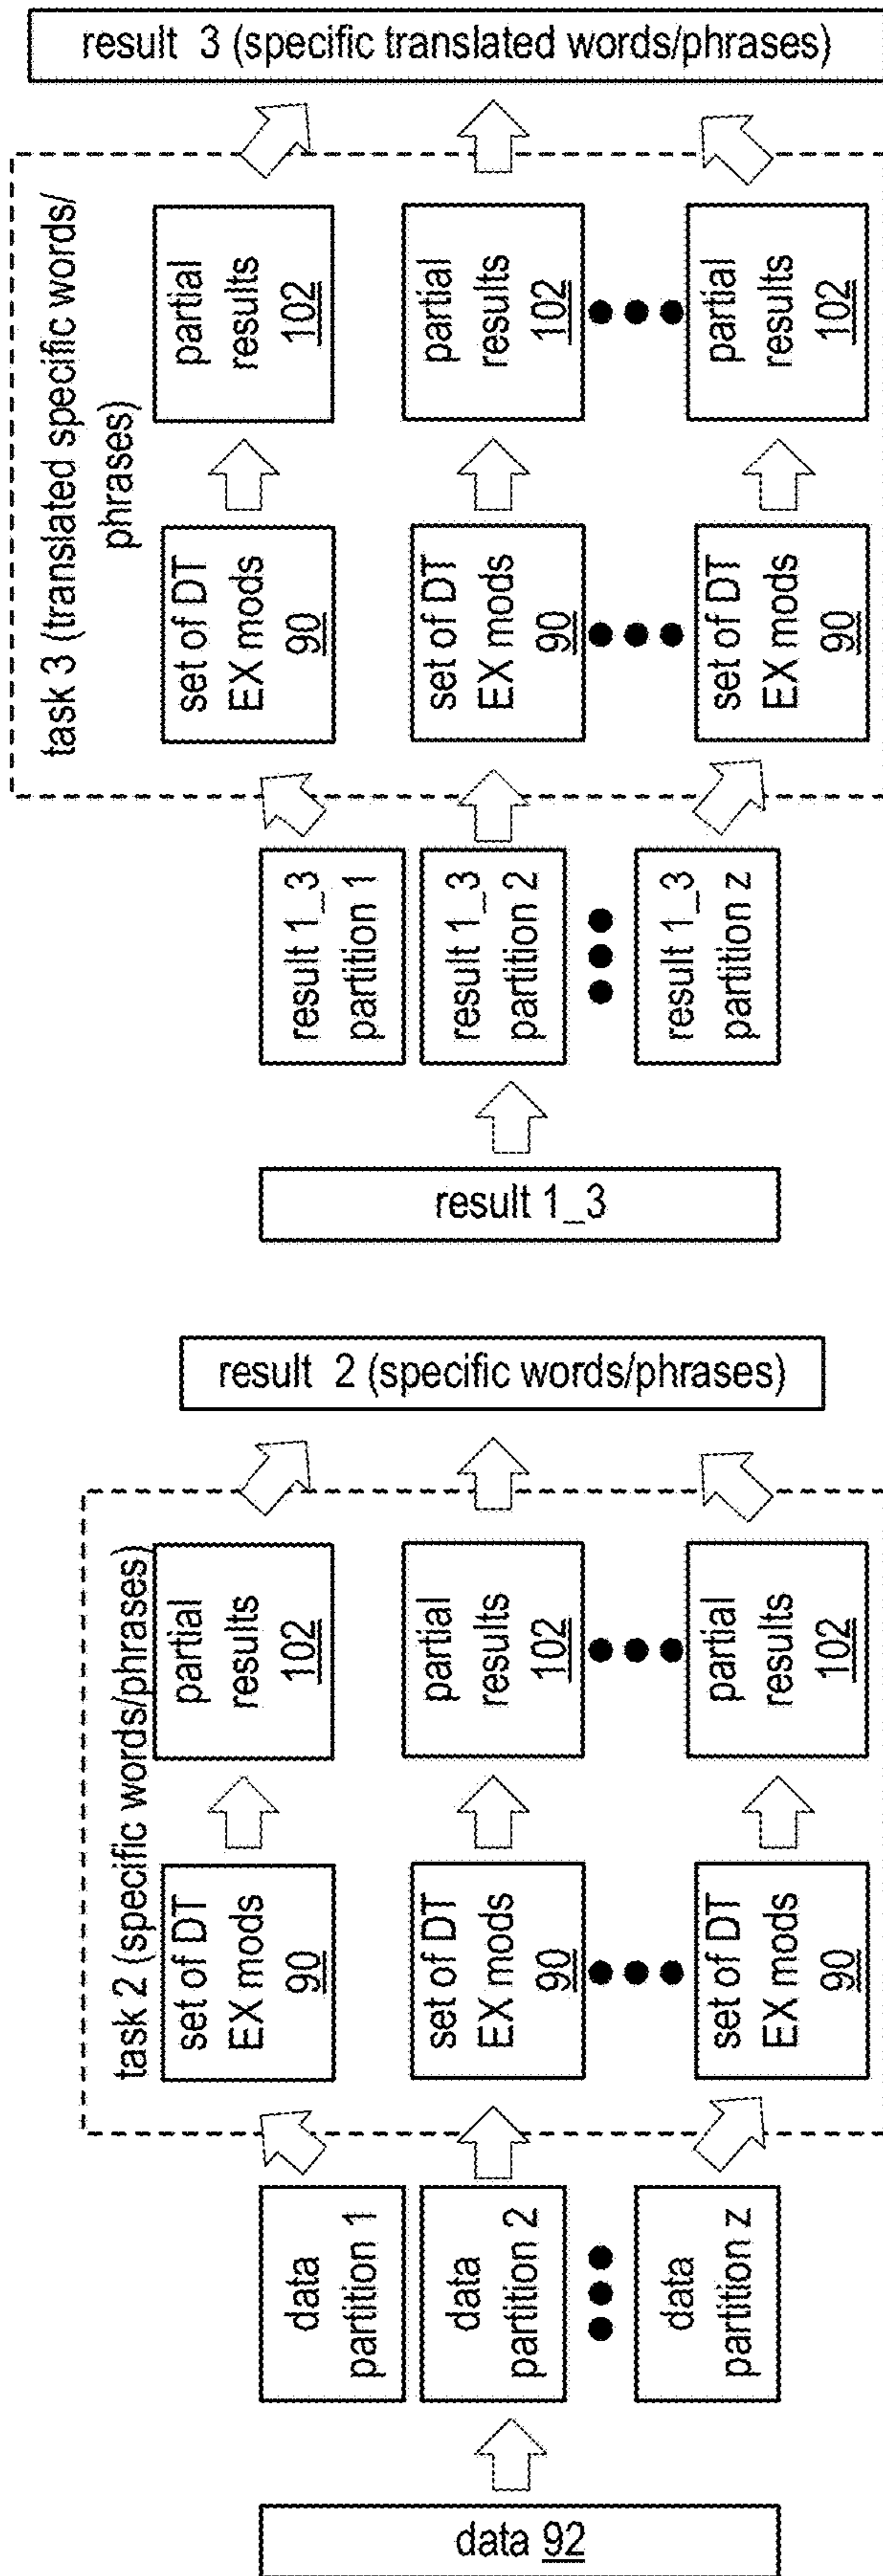 data 92
data
partition 1
data
partition 2
data
partition z
task 2 (specific words/phrases)
set of DT
EX mods
90
partial
results
102
set of DT
EX mods
90
partial
results
102
set of DT
EX mods
90
partial
results
102
result 2 (specific words/phrases)
result 1_3
result 1_3
partition 1
result 1_3
partition 2
result 1_3
partition z
task 3 (translated specific words/
phrases)
set of DT
EX mods
90
partial
results
102
set of DT
EX mods
90
partial
results
102
set of DT
EX mods
90
partial
results
102
result 3 (specific translated words/phrases)